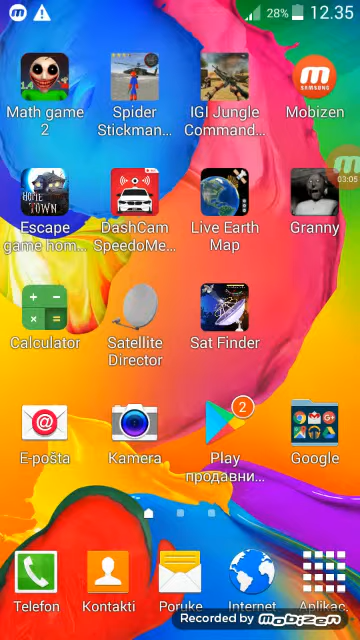 28% 12.35
Math game
2
Spider
Stickman...
IGI Jungle
Command...
Mobizen
SAMSUNG
03:05
HOME
TOWN
Escape
game hom...
DashCam
SpeedoMe...
Live Earth
Map
Granny
Calculator
Satellite
Director
Sat Finder
E-pošta
Kamera
2
Play
продавни...
Google
Telefon
Kontakti
Poruke
Internet
Aplikac.
Recorded by mobizen